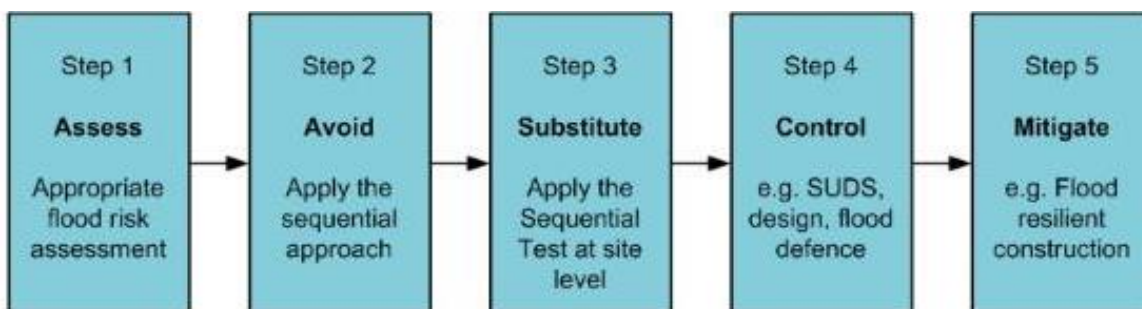 Step 1
Assess
Appropriate
flood risk
assessment
Step 2
Avoid
Apply the
sequential
approach
Step 3
Substitute
Apply the
Sequential
Test at site
level
Step 4
Control
e.g. SUDS,
design, flood
defence
Step 5
Mitigate
e.g. Flood
resilient
construction